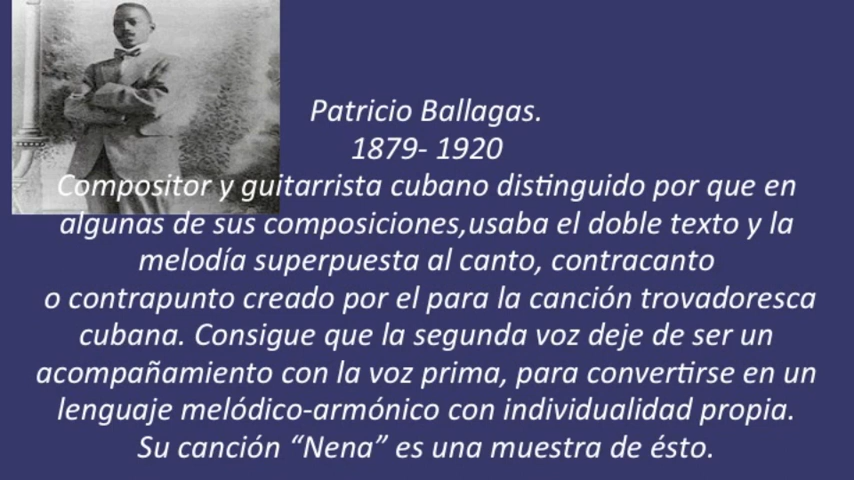 Patricio Ballagas.
1879- 1920
Compositor y guitarrista cubano distinguido por que en
algunas de sus composiciones,usaba el doble texto y la
melodía superpuesta al canto, contracanto
o contrapunto creado por el para la canción trovadoresca
cubana. Consigue que la segunda voz deje de ser un
acompañamiento con la voz prima, para convertirse en un
lenguaje melódico-armónico con individualidad propia.
Su canción “Nena” es una muestra de ésto.